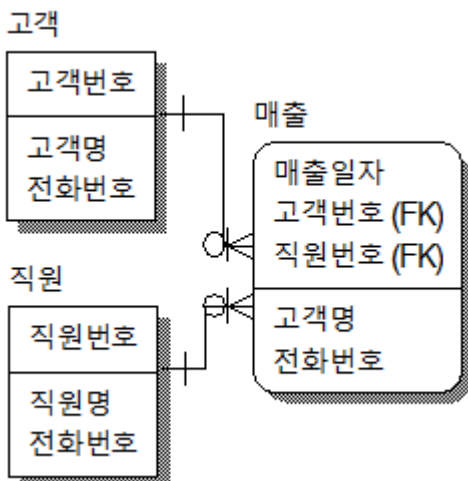 고객
고객번호
고객명
전화번호
매출
매출일자
고객번호 (FK)
직원번호 (FK)
고객명
전화번호
직원
직원번호
직원명
전화번호